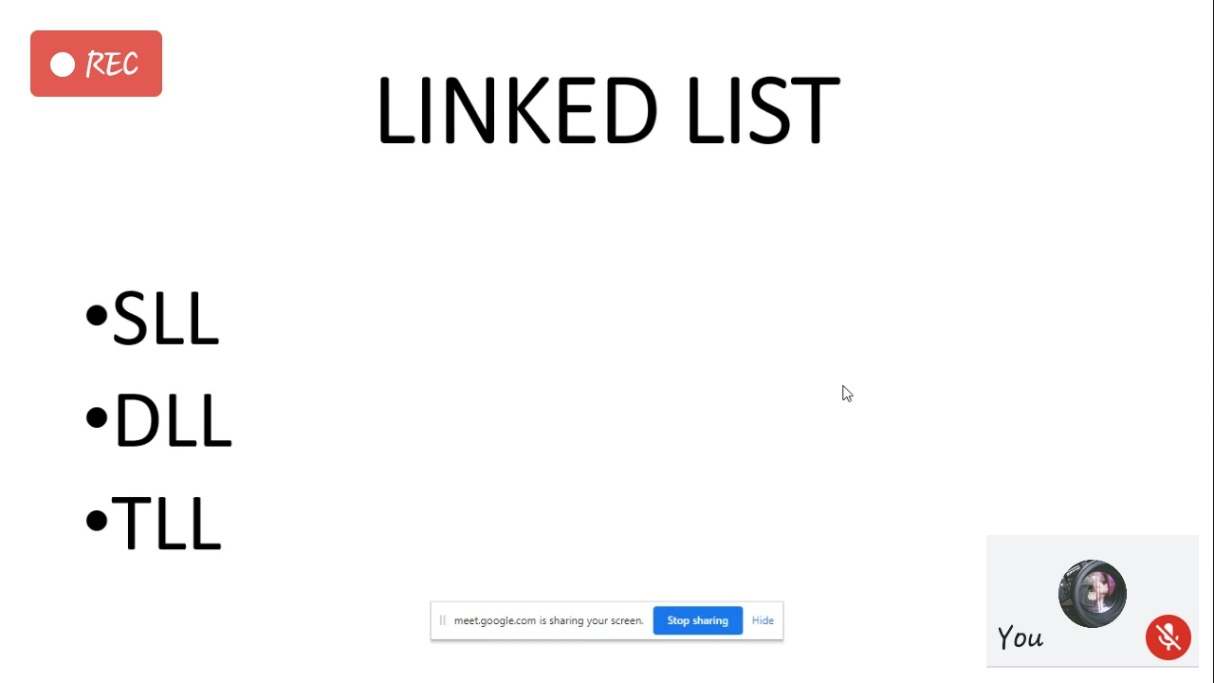 REC
LINKED LIST
•SLL
•DLL
•TLL
meet.google.com is sharing your screen. Stop sharing Hide
You